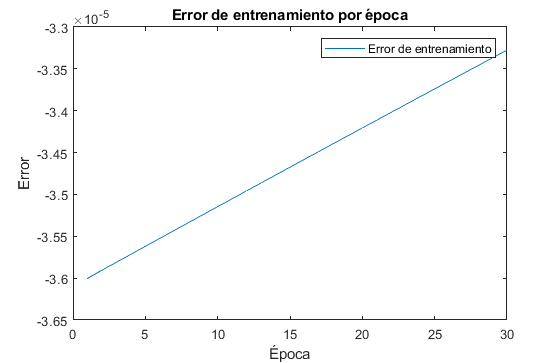 Error de entrenamiento por época
×10^-5
Error de entrenamiento
-3.3
-3.35
-3.4
-3.45
-3.5
-3.55
-3.6
-3.65
Error
0 5 10 15 20 25 30
Época